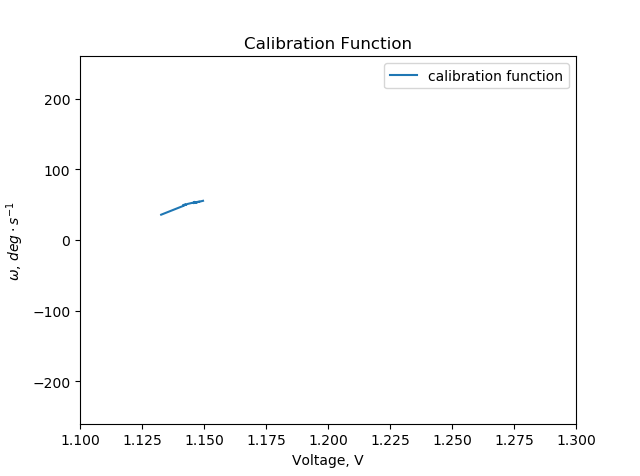 Calibration Function
calibration function
200
100
0
−100
−200
ω, deg · s⁻¹
1.100 1.125 1.150 1.175 1.200 1.225 1.250 1.275 1.300
Voltage, V